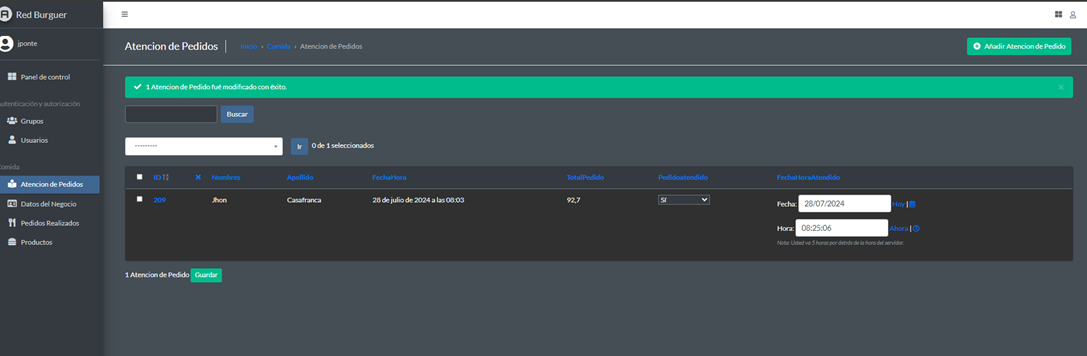 Red Burguer
jponte
Panel de control
Autenticación y autorización
Grupos
Usuarios
Comida
Atencion de Pedidos
Datos del Negocio
Pedidos Realizados
Productos
Atencion de Pedidos
Inicio › Comida › Atencion de Pedidos
Añadir Atencion de Pedido
1 Atencion de Pedido fué modificado con éxito.
Buscar
---------
Ir
0 de 1 seleccionados
ID Nombres Apellido FechaHora TotalPedido Pedidoatendido FechaHoraAtendido
209 Jhon Casafranca 28 de julio de 2024 a las 08:03 92,7 Sí
Fecha: 28/07/2024 Hoy |
Hora: 08:25:06 Ahora |
Nota: Usted va 5 horas por detrás de la hora del servidor.
1 Atencion de Pedido Guardar